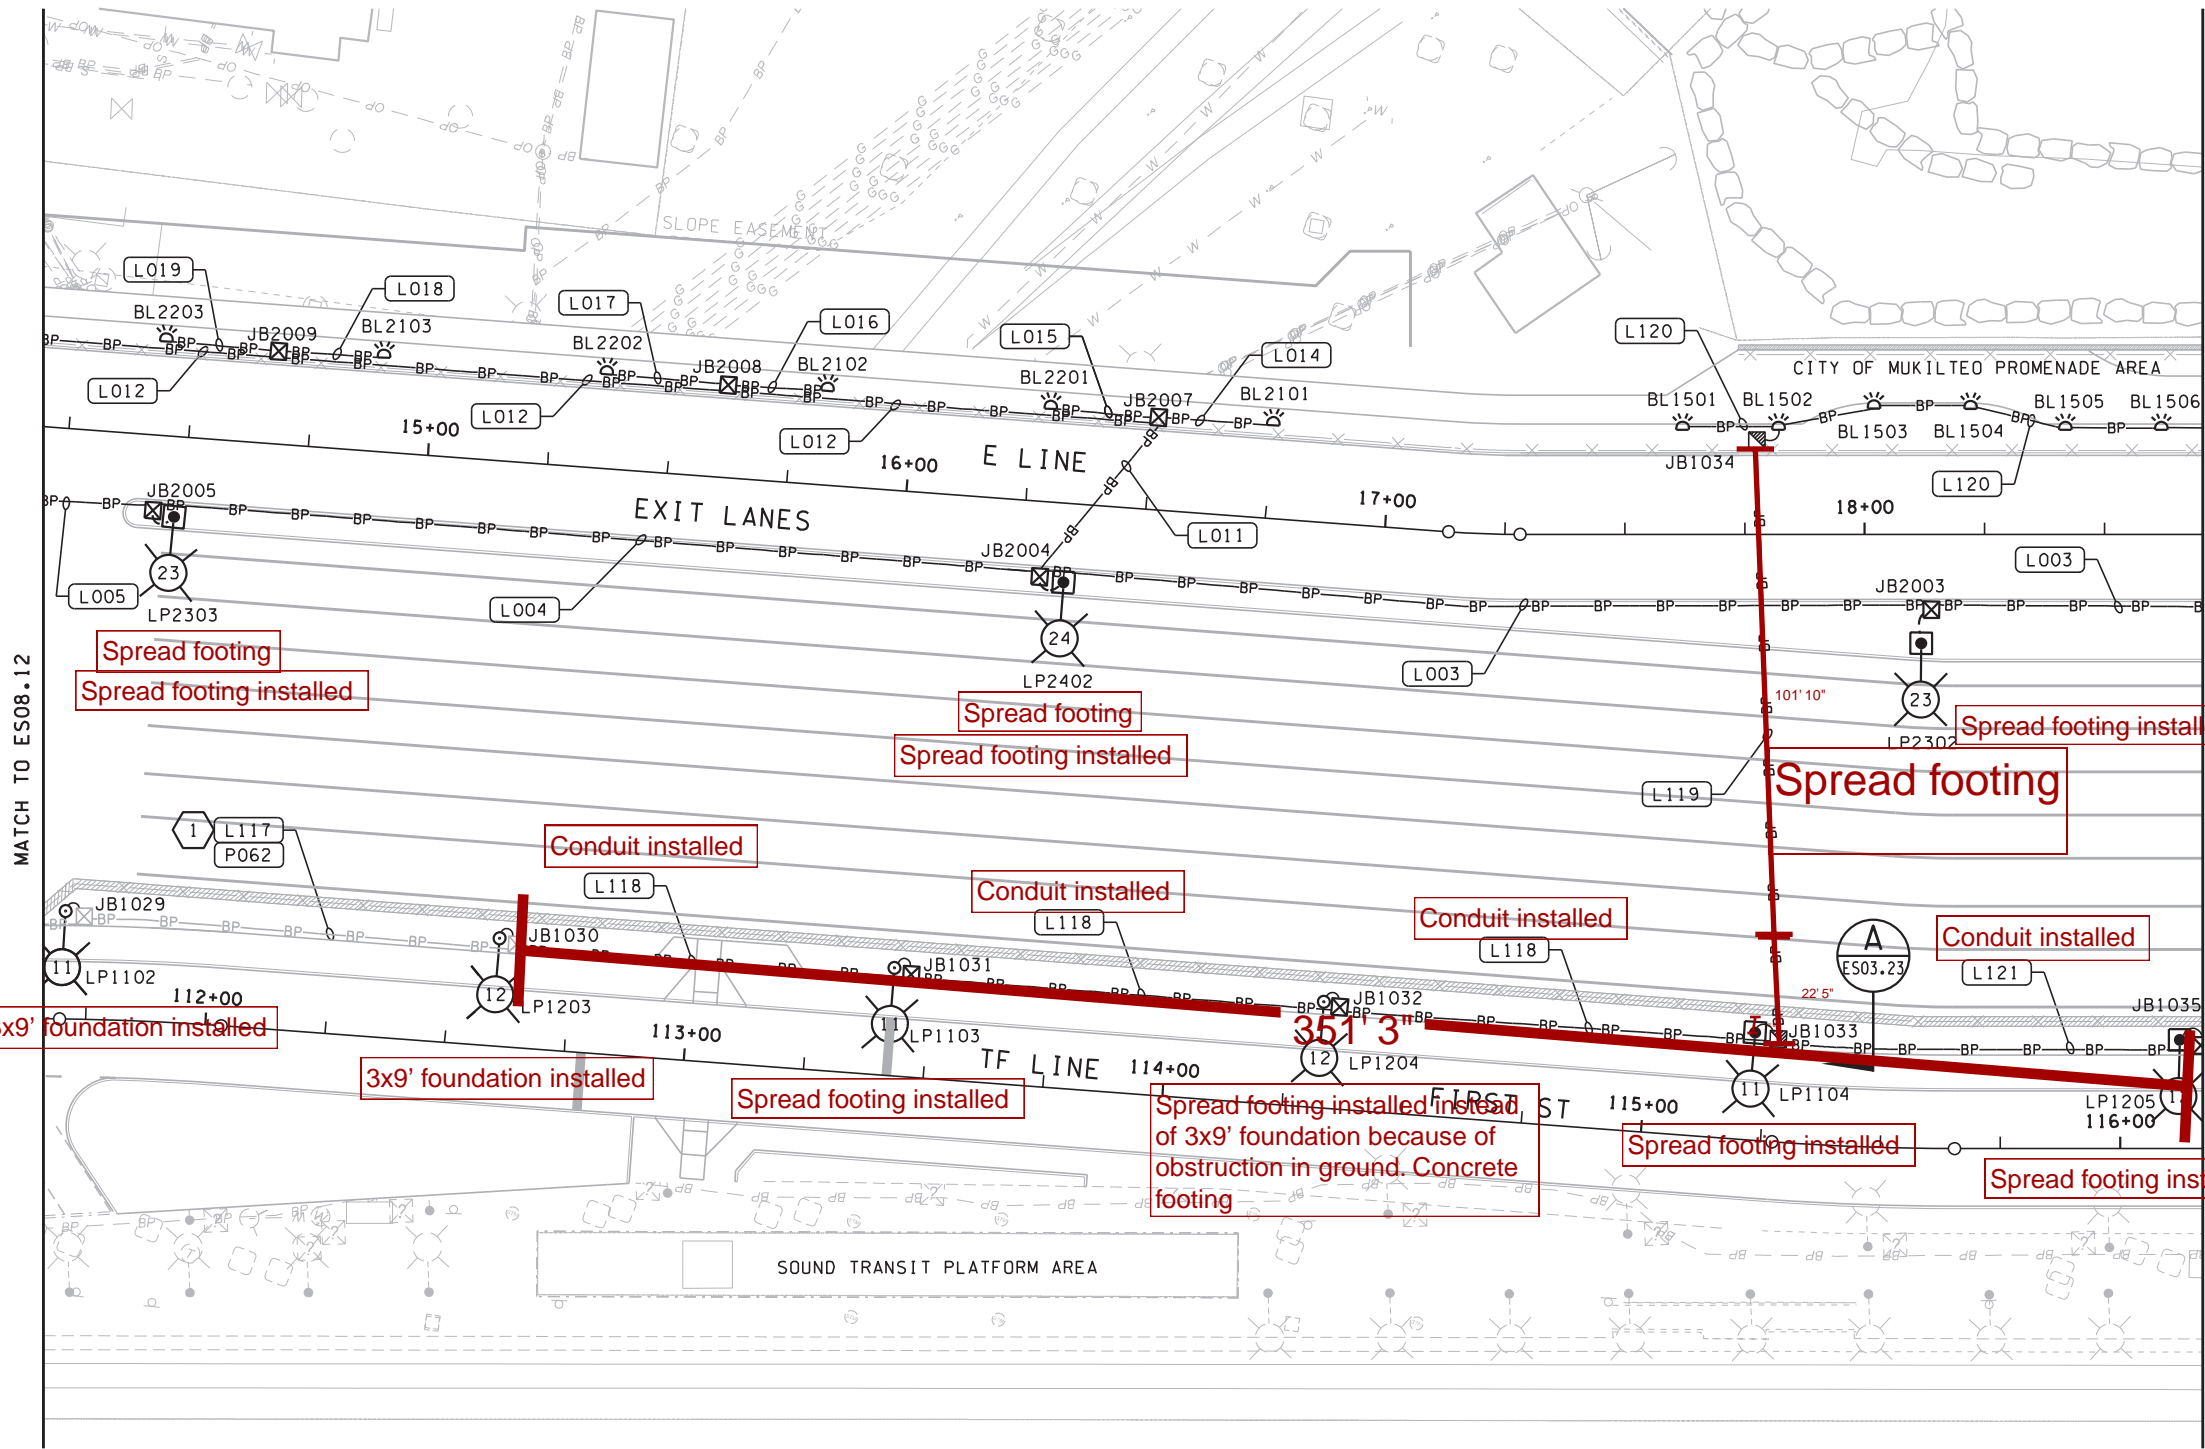 SLOPE EASEMENT
L019
L018
BL2203
JB2009
BL2103
L012
L017
L016
BL2202
JB2008
BL2102
L012
L012
L015
L014
BL2201
JB2007
BL2101
L120
CITY OF MUKILTEO PROMENADE AREA
BL1501
BL1502
BL1503
BL1504
BL1505
BL1506
JB1034
L120
15+00
16+00
E LINE
17+00
18+00
JB2005
EXIT LANES
JB2004
L011
L003
JB2003
L005
23
LP2303
L004
24
LP2402
L003
23
LP2302
Spread footing
Spread footing installed
Spread footing
Spread footing installed
101' 10"
Spread footing install
Spread footing
L119
MATCH TO ES08.12
1
L117
P062
Conduit installed
L118
Conduit installed
L118
Conduit installed
L118
A
ES03.23
Conduit installed
L121
JB1029
JB1030
JB1031
JB1032
JB1033
JB1035
11
LP1102
12
LP1203
11
LP1103
351' 3"
12
LP1204
22' 5"
11
LP1104
LP1205
112+00
113+00
TF LINE
114+00
FIRST ST
115+00
116+00
x9' foundation installed
3x9' foundation installed
Spread footing installed
Spread footing installed instead
of 3x9' foundation because of
obstruction in ground. Concrete
footing
Spread footing installed
Spread footing inst
SOUND TRANSIT PLATFORM AREA